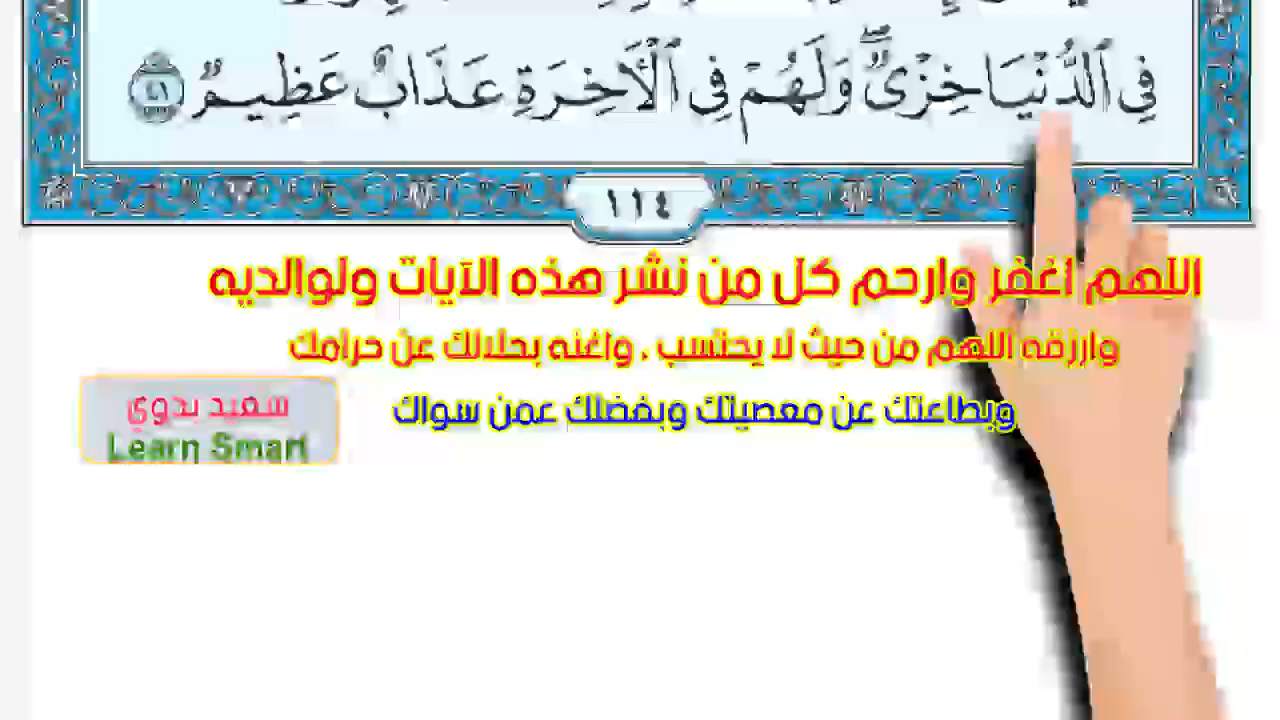 فِى ٱلدُّنْيَا خِزْىٌ ۖ وَلَهُمْ فِى ٱلْأَخِرَةِ عَذَابٌ عَظِيمٌ ٤١
١١٤
اللهم اغفر وارحم كل من نشر هذه الآيات ولوالديه
وارزقه اللهم من حيث لا يحتسب . واغنه بحلالك عن حرامك
وبطاعتك عن معصيتك وبفضلك عمن سواك
سعيد بدوي
Learn Smart